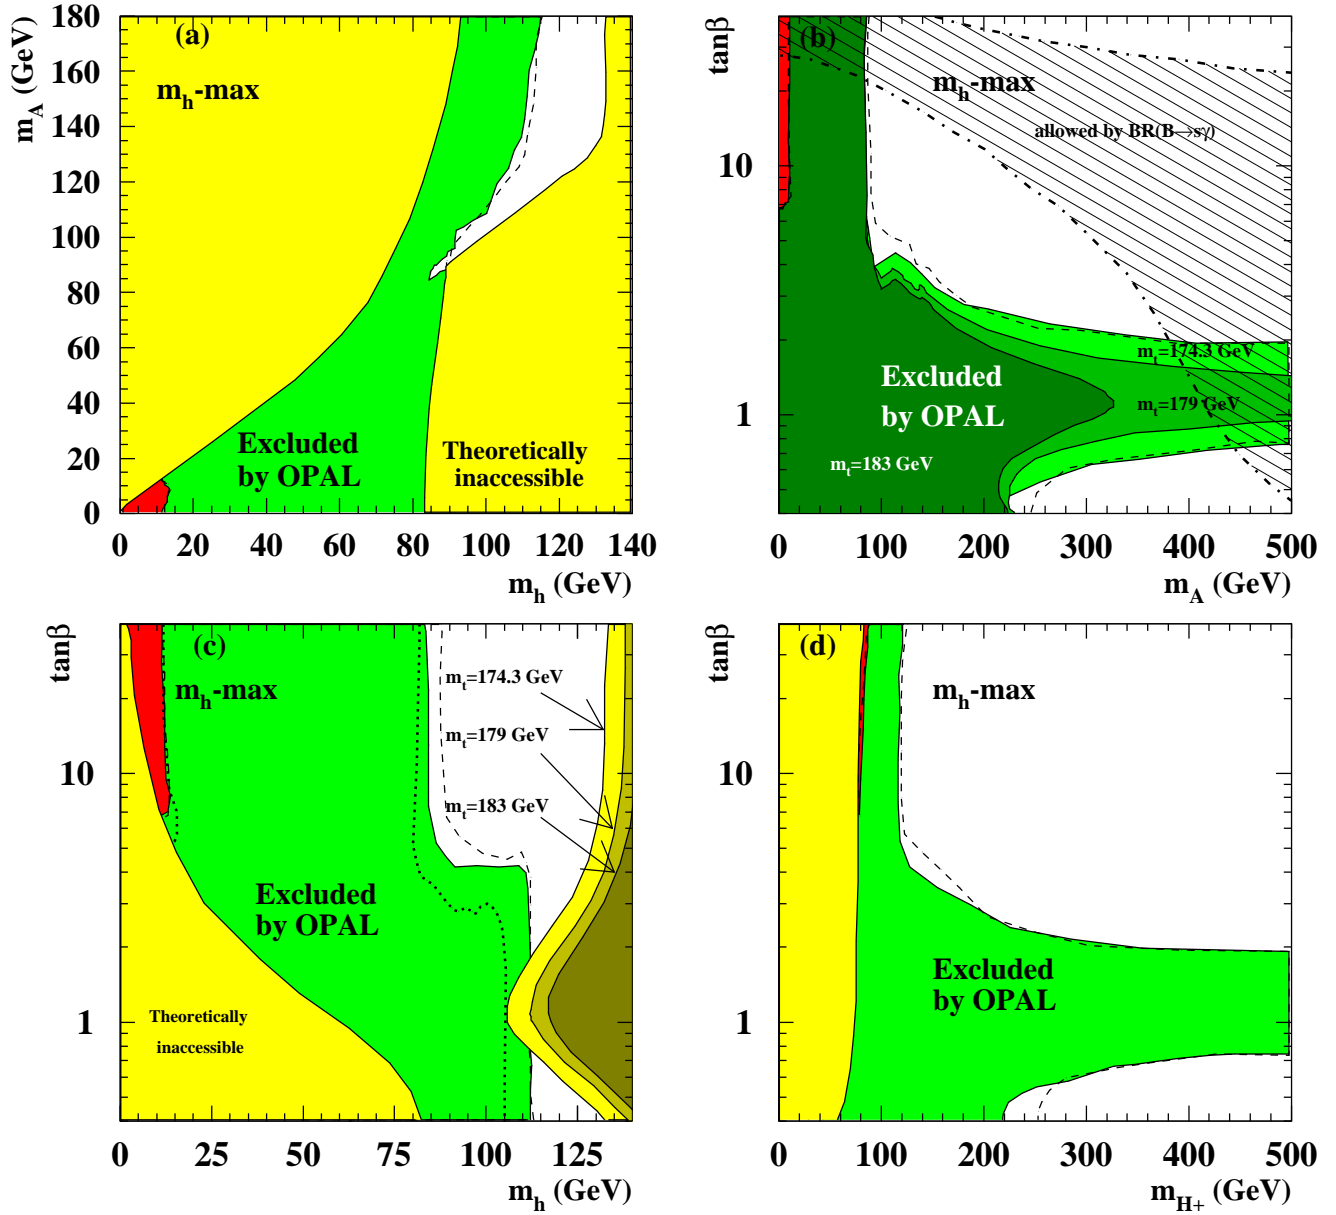 m_A (GeV)
180
160
140
120
100
80
60
40
20
0
(a)
m_h-max
Excluded
by OPAL
Theoretically
inaccessible
0 20 40 60 80 100 120 140
m_h (GeV)
tanβ
10
1
(b)
m_h-max
allowed by BR(B→sγ)
m_t=174.3 GeV
Excluded
by OPAL
m_t=179 GeV
m_t=183 GeV
0 100 200 300 400 500
m_A (GeV)
tanβ
10
1
(c)
m_h-max
m_t=174.3 GeV
m_t=179 GeV
m_t=183 GeV
Excluded
by OPAL
Theoretically
inaccessible
0 25 50 75 100 125
m_h (GeV)
tanβ
10
1
(d)
m_h-max
Excluded
by OPAL
0 100 200 300 400 500
m_H+ (GeV)